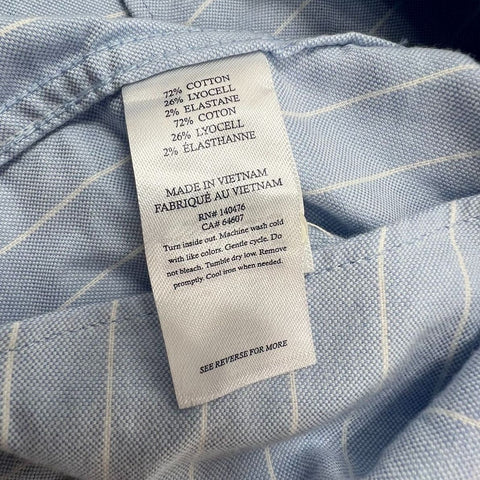 72% COTTON
26% LYOCELL
2% ELASTANE
72% COTON
26% LYOCELL
2% ÉLASTHANNE
MADE IN VIETNAM
FABRIQUÉ AU VIETNAM
RN# 140476
CA# 64607
Turn inside out. Machine wash cold
with like colors. Gentle cycle. Do
not bleach. Tumble dry low. Remove
promptly. Cool iron when needed.
SEE REVERSE FOR MORE